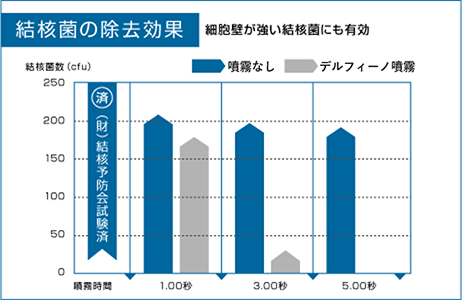 結核菌の除去効果
細胞壁が強い結核菌にも有効
結核菌数(cfu)
噴霧なし
デルフィーノ噴霧
250
200
150
100
50
0
済
(財)結核予防会試験済
噴霧時間
1.00秒
3.00秒
5.00秒